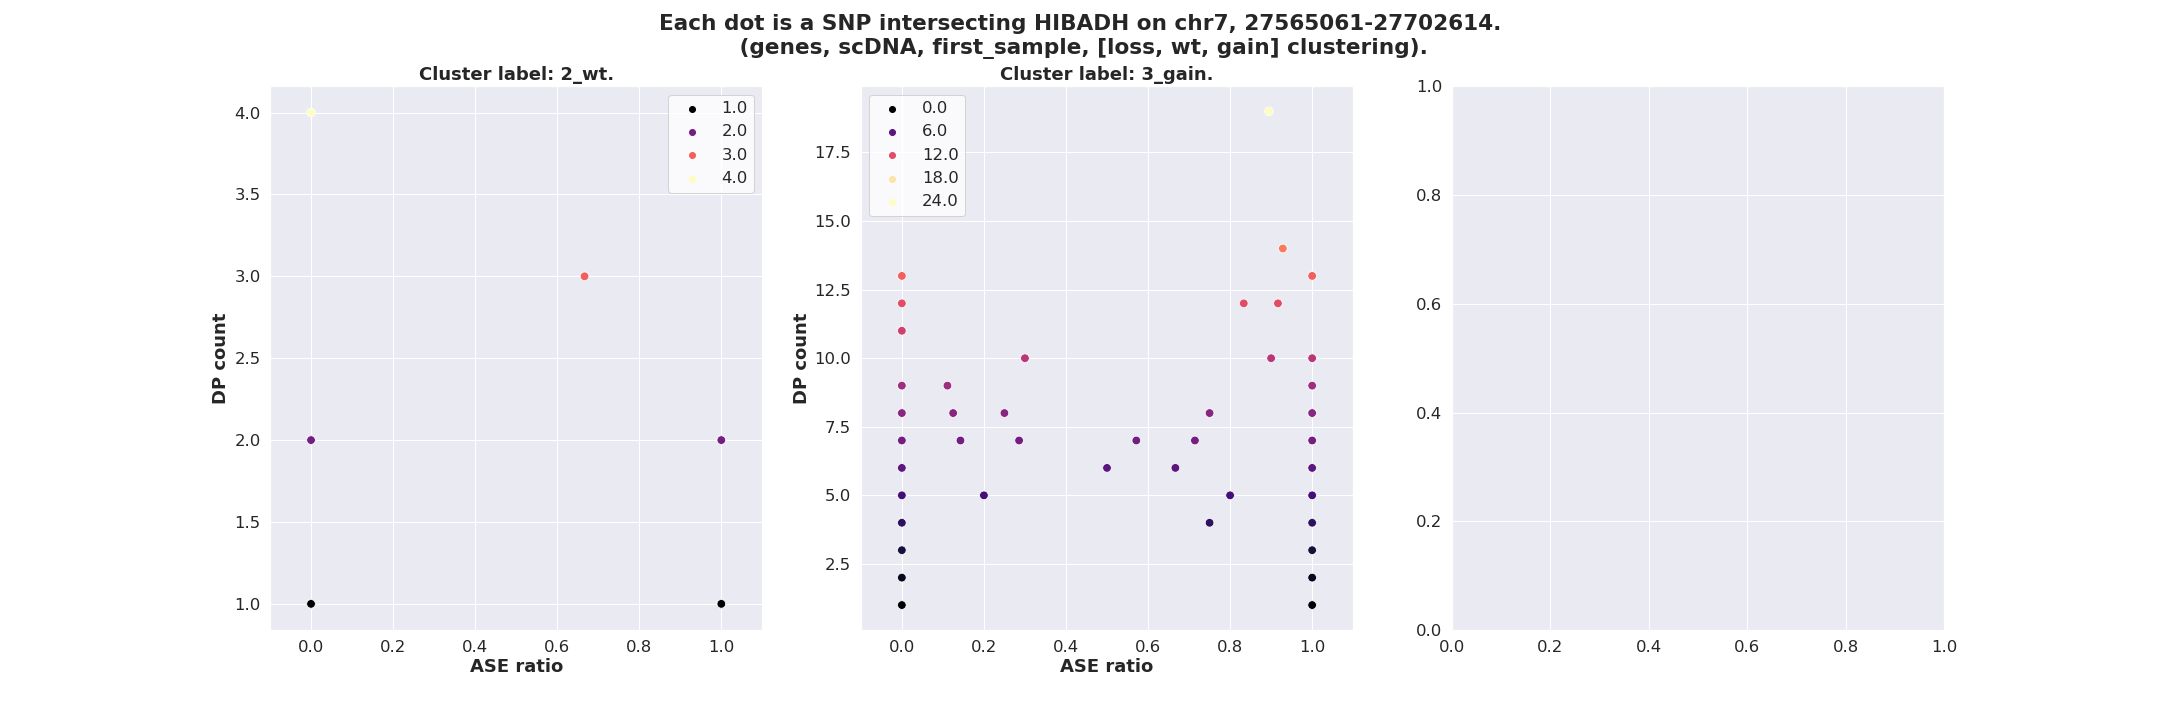 Each dot is a SNP intersecting HIBADH on chr7, 27565061-27702614.
(genes, scDNA, first_sample, [loss, wt, gain] clustering).
Cluster label: 2_wt.
4.0
3.5
3.0
2.5
2.0
1.5
1.0
DP count
1.0
2.0
3.0
4.0
0.0 0.2 0.4 0.6 0.8 1.0
ASE ratio
Cluster label: 3_gain.
17.5
15.0
12.5
10.0
7.5
5.0
2.5
DP count
0.0
6.0
12.0
18.0
24.0
0.0 0.2 0.4 0.6 0.8 1.0
ASE ratio
1.0
0.8
0.6
0.4
0.2
0.0
0.0 0.2 0.4 0.6 0.8 1.0